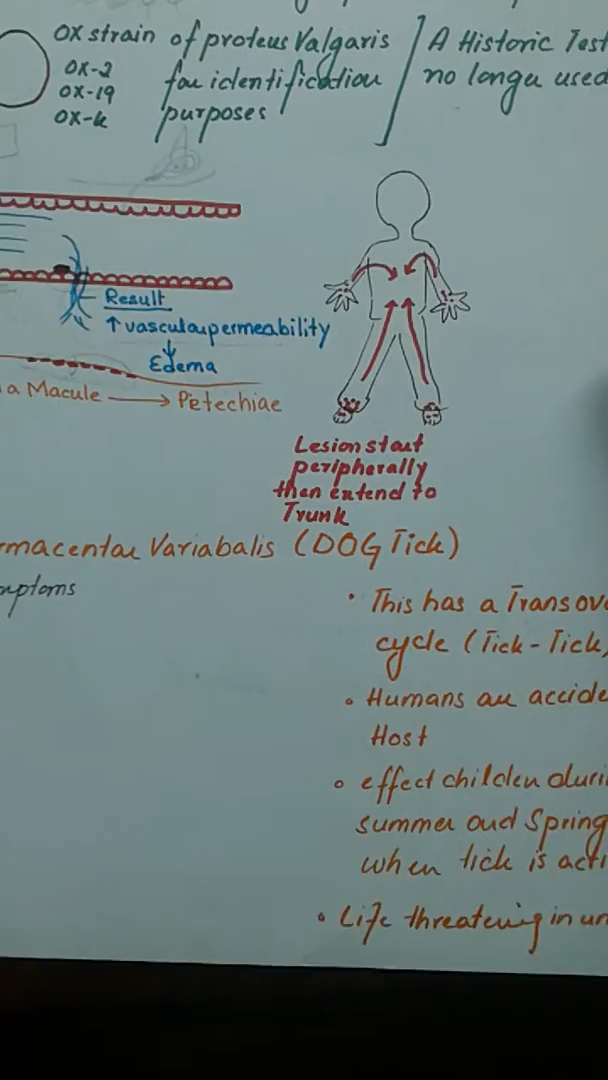 OX strain of proteus Valgaris
OX-2 for identification
OX-19 purposes
OX-k
A Historic Test
no longer used
Result
↑ vascular permeability
↓
Edema
a Macule → Petechiae
Lesion start
peripherally
then extend to
Trunk
rmacentar Variabalis (DOG Tick)
mptoms
• This has a Transov
cycle (Tick-Tick)
• Humans are accide
Host
• effect childen duri
summer and Spring
when tick is acti
• Life threatening in un